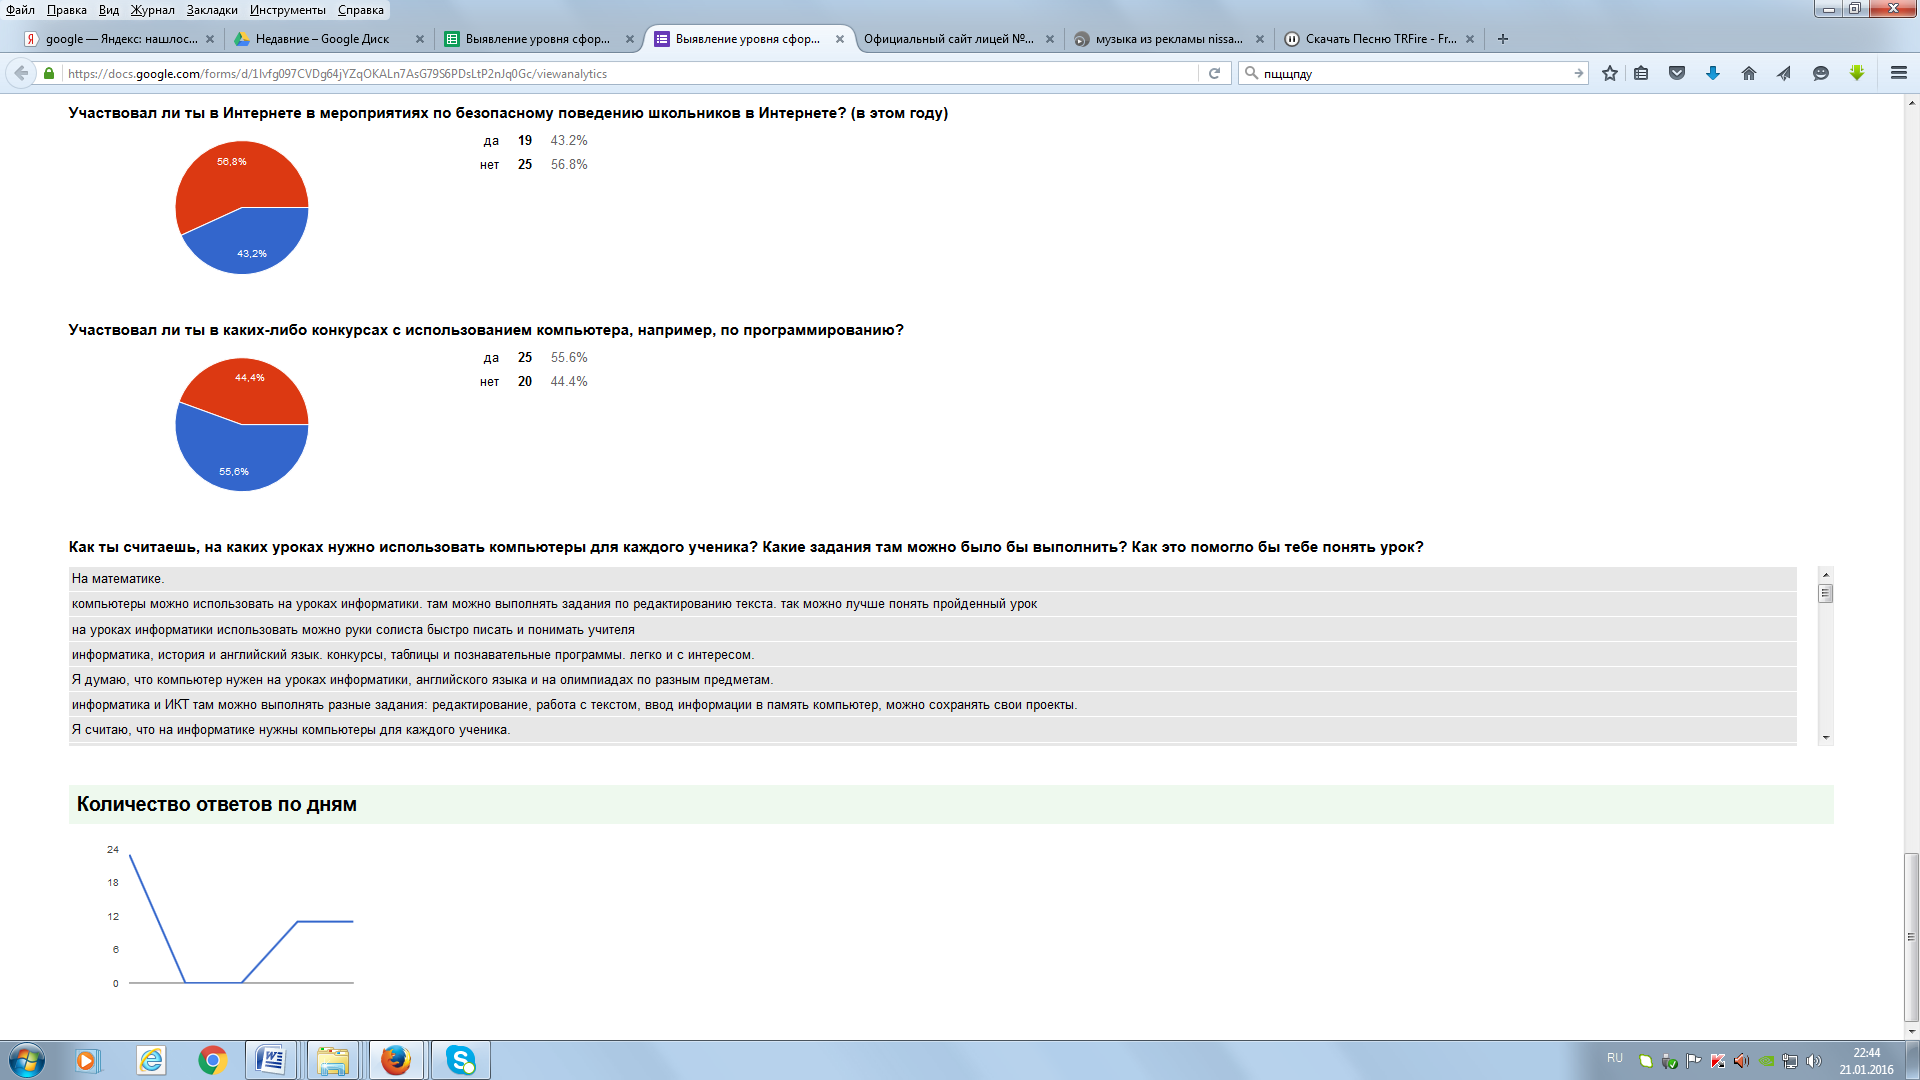 Файл Правка Вид Журнал Закладки Инструменты Справка
google — Яндекс: нашлос... Недавние – Google Диск Выявление уровня сфор... Выявление уровня сфор... Официальный сайт лицей №... музыка из рекламы nissa... Скачать Песню TRFire - Fr...
https://docs.google.com/forms/d/1lvfg097CVDg64jYZqOKALn7AsG79S6PDsLtP2nJq0Gc/viewanalytics пщщпду
Участвовал ли ты в Интернете в мероприятиях по безопасному поведению школьников в Интернете? (в этом году)
да 19 43.2%
нет 25 56.8%
56,8%
43,2%
Участвовал ли ты в каких-либо конкурсах с использованием компьютера, например, по программированию?
да 25 55.6%
нет 20 44.4%
44,4%
55,6%
Как ты считаешь, на каких уроках нужно использовать компьютеры для каждого ученика? Какие задания там можно было бы выполнить? Как это помогло бы тебе понять урок?
На математике.
компьютеры можно использовать на уроках информатики. там можно выполнять задания по редактированию текста. так можно лучше понять пройденный урок
на уроках информатики использовать можно руки солиста быстро писать и понимать учителя
информатика, история и английский язык. конкурсы, таблицы и познавательные программы. легко и с интересом.
Я думаю, что компьютер нужен на уроках информатики, английского языка и на олимпиадах по разным предметам.
информатика и ИКТ там можно выполнять разные задания: редактирование, работа с текстом, ввод информации в память компьютер, можно сохранять свои проекты.
Я считаю, что на информатике нужны компьютеры для каждого ученика.
Количество ответов по дням
24
18
12
6
0
RU 22:44
21.01.2016